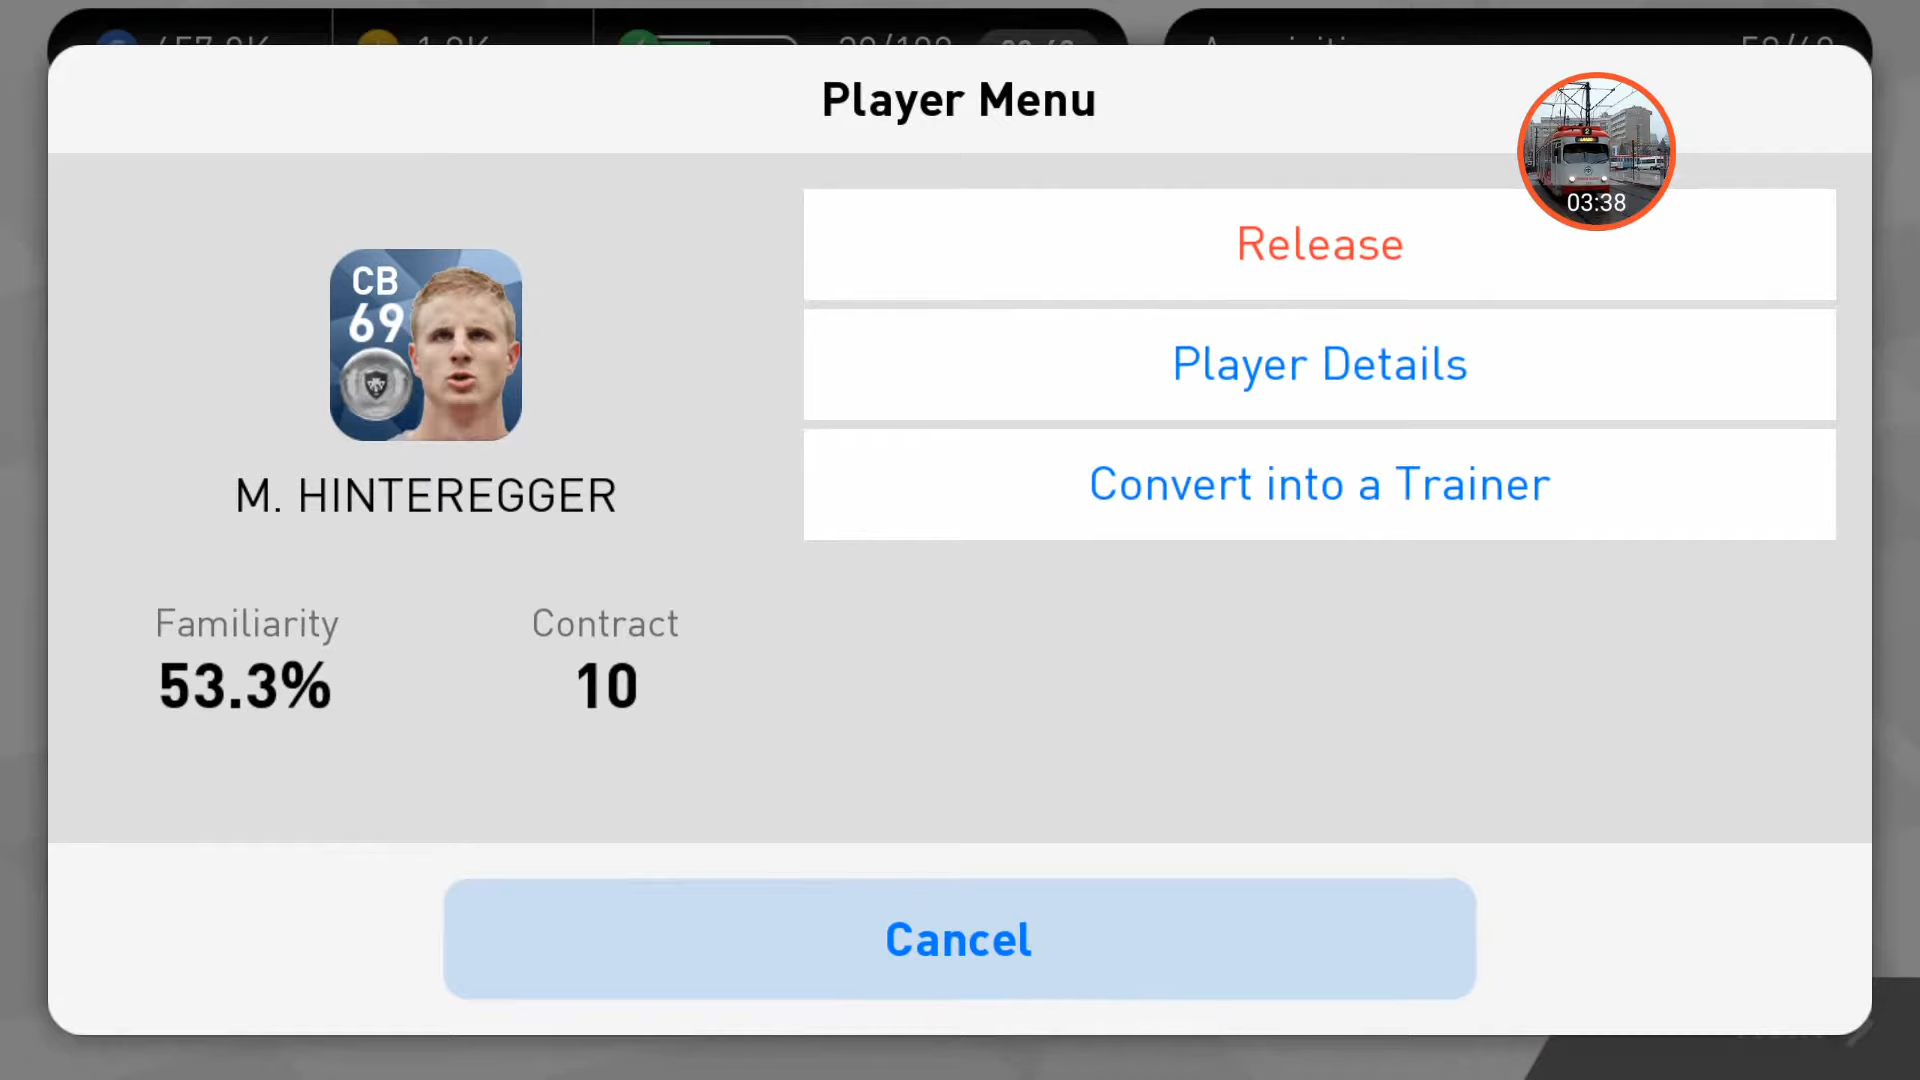 Player Menu
03:38
Release
CB
69
Player Details
M. HINTEREGGER
Convert into a Trainer
Familiarity
Contract
53.3%
10
Cancel